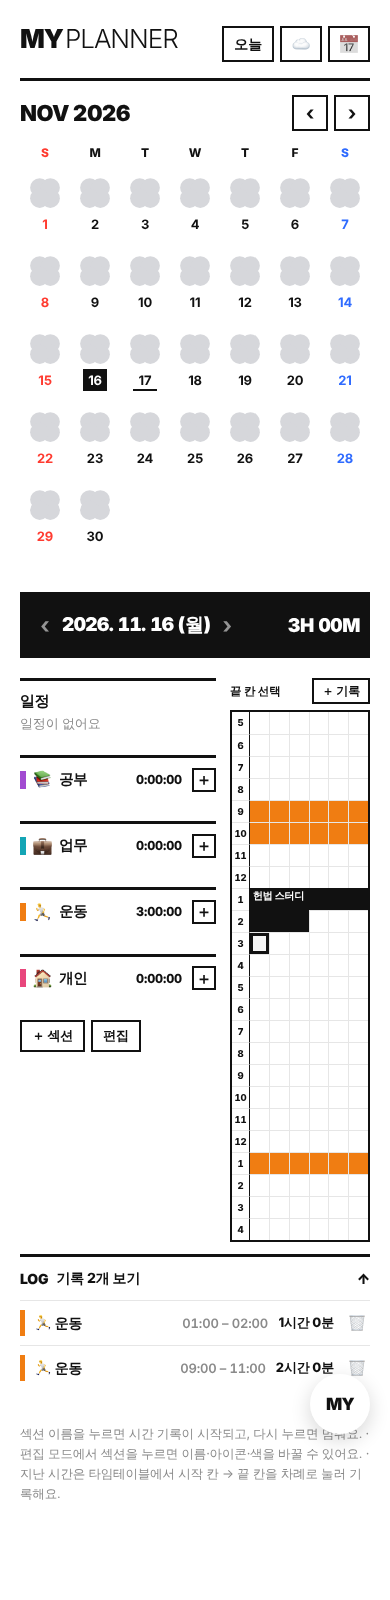 MY PLANNER 오늘
NOV 2026 ‹ ›
S M T W T F S
1 2 3 4 5 6 7
8 9 10 11 12 13 14
15 16 17 18 19 20 21
22 23 24 25 26 27 28
29 30
‹ 2026. 11. 16 (월) › 3H 00M
일정
일정이 없어요
공부 0:00:00 +
업무 0:00:00 +
운동 3:00:00 +
개인 0:00:00 +
+ 섹션 편집
끝 칸 선택 + 기록
5
6
7
8
9
10
11
12
1 헌법 스터디
2
3
4
5
6
7
8
9
10
11
12
1
2
3
4
LOG 기록 2개 보기 ↑
운동 01:00 – 02:00 1시간 0분
운동 09:00 – 11:00 2시간 0분
MY
섹션 이름을 누르면 시간 기록이 시작되고, 다시 누르면 멈춰요. ·
편집 모드에서 섹션을 누르면 이름·아이콘·색을 바꿀 수 있어요. ·
지난 시간은 타임테이블에서 시작 칸 → 끝 칸을 차례로 눌러 기
록해요.